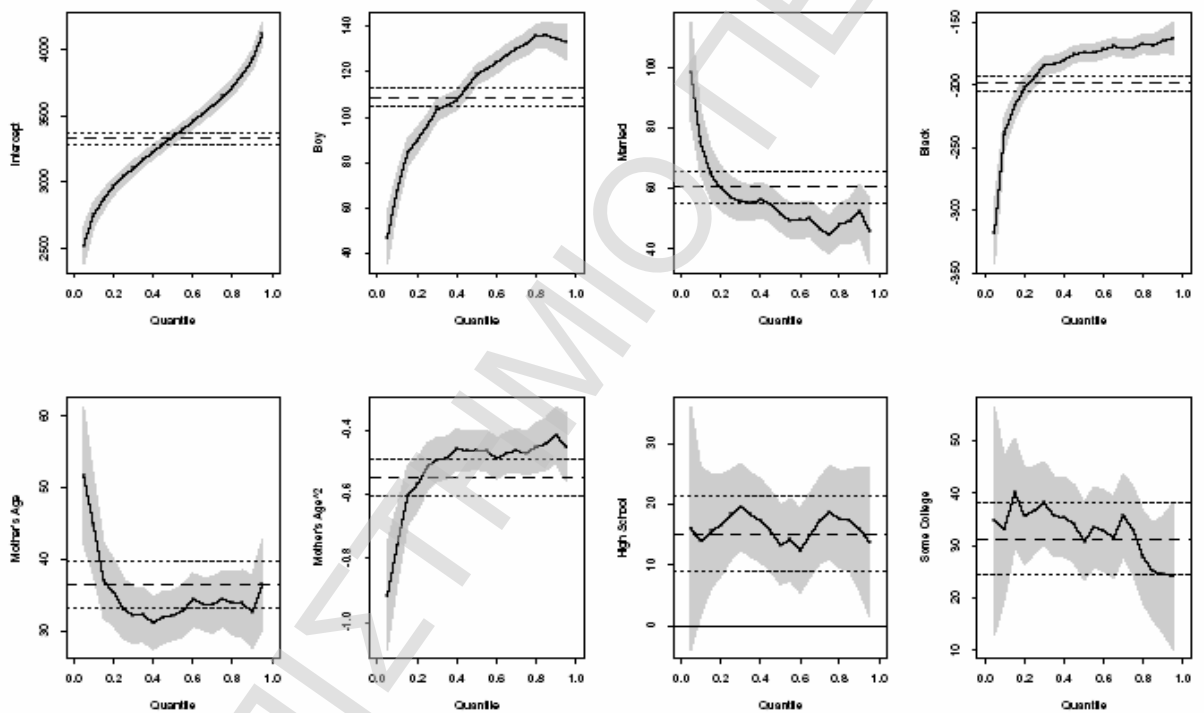 Intercept
2500 3000 3500 4000
0.0 0.2 0.4 0.6 0.8 1.0
Quantile
Boy
40 60 80 100 120 140
0.0 0.2 0.4 0.6 0.8 1.0
Quantile
Married
40 60 80 100
0.0 0.2 0.4 0.6 0.8 1.0
Quantile
Black
-350 -300 -250 -200 -150
0.0 0.2 0.4 0.6 0.8 1.0
Quantile
Mother's Age
30 40 50 60
0.0 0.2 0.4 0.6 0.8 1.0
Quantile
Mother's Age^2
-1.0 -0.8 -0.6 -0.4
0.0 0.2 0.4 0.6 0.8 1.0
Quantile
High School
0 10 20 30
0.0 0.2 0.4 0.6 0.8 1.0
Quantile
Some College
10 20 30 40 50
0.0 0.2 0.4 0.6 0.8 1.0
Quantile